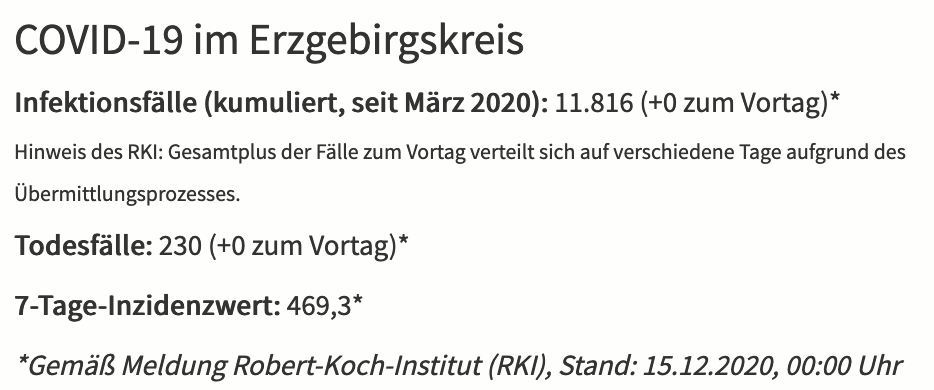 COVID-19 im Erzgebirgskreis
Infektionsfälle (kumuliert, seit März 2020): 11.816 (+0 zum Vortag)*
Hinweis des RKI: Gesamtplus der Fälle zum Vortag verteilt sich auf verschiedene Tage aufgrund des
Übermittlungsprozesses.
Todesfälle: 230 (+0 zum Vortag)*
7-Tage-Inzidenzwert: 469,3*
*Gemäß Meldung Robert-Koch-Institut (RKI), Stand: 15.12.2020, 00:00 Uhr